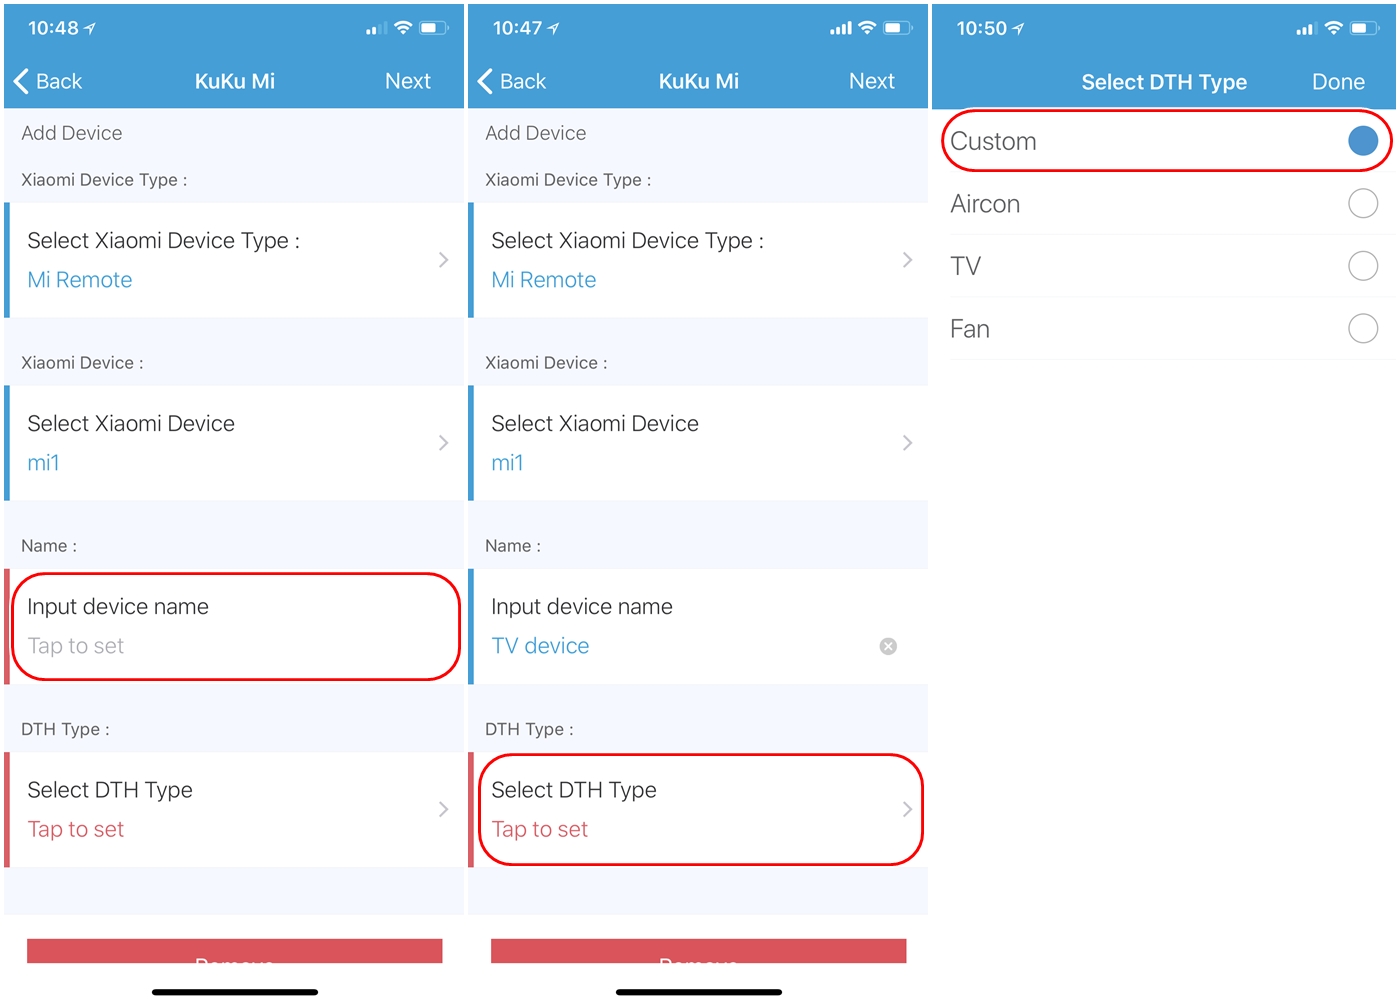 10:48
Back KuKu Mi Next
Add Device
Xiaomi Device Type :
Select Xiaomi Device Type :
Mi Remote
Xiaomi Device :
Select Xiaomi Device
mi1
Name :
Input device name
Tap to set
DTH Type :
Select DTH Type
Tap to set
Remove
10:47
Back KuKu Mi Next
Add Device
Xiaomi Device Type :
Select Xiaomi Device Type :
Mi Remote
Xiaomi Device :
Select Xiaomi Device
mi1
Name :
Input device name
TV device
DTH Type :
Select DTH Type
Tap to set
Remove
10:50
Select DTH Type Done
Custom
Aircon
TV
Fan